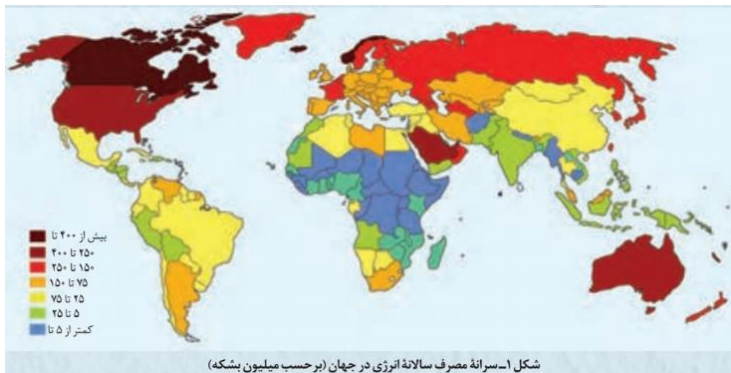 بیش از ۴۰۰ تا
۲۵۰ تا ۴۰۰
۱۵۰ تا ۲۵۰
۷۵ تا ۱۵۰
۲۵ تا ۷۵
۵ تا ۲۵
کمتر از ۵ تا
شکل ۱ــ سرانهٔ مصرف سالانهٔ انرژی در جهان (برحسب میلیون بشکه)